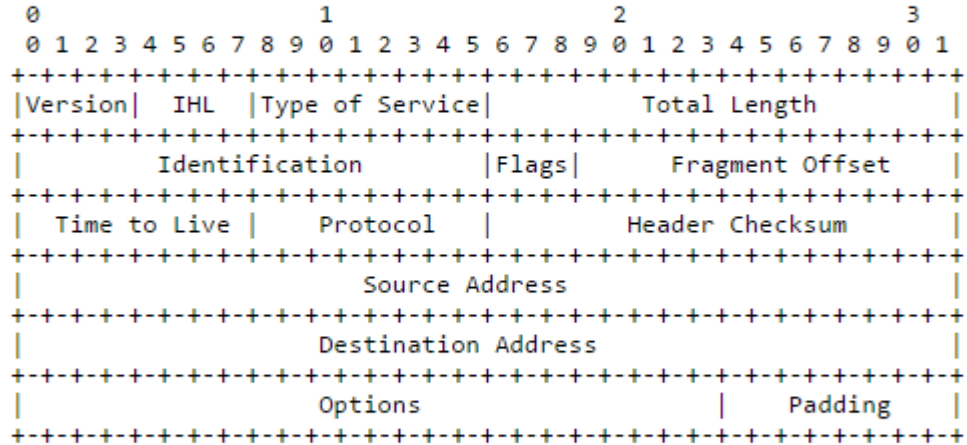 0                   1                   2                   3
 0 1 2 3 4 5 6 7 8 9 0 1 2 3 4 5 6 7 8 9 0 1 2 3 4 5 6 7 8 9 0 1
+-+-+-+-+-+-+-+-+-+-+-+-+-+-+-+-+-+-+-+-+-+-+-+-+-+-+-+-+-+-+-+-+
|Version|  IHL  |Type of Service|          Total Length         |
+-+-+-+-+-+-+-+-+-+-+-+-+-+-+-+-+-+-+-+-+-+-+-+-+-+-+-+-+-+-+-+-+
|         Identification        |Flags|      Fragment Offset    |
+-+-+-+-+-+-+-+-+-+-+-+-+-+-+-+-+-+-+-+-+-+-+-+-+-+-+-+-+-+-+-+-+
|  Time to Live |    Protocol   |         Header Checksum       |
+-+-+-+-+-+-+-+-+-+-+-+-+-+-+-+-+-+-+-+-+-+-+-+-+-+-+-+-+-+-+-+-+
|                       Source Address                          |
+-+-+-+-+-+-+-+-+-+-+-+-+-+-+-+-+-+-+-+-+-+-+-+-+-+-+-+-+-+-+-+-+
|                    Destination Address                        |
+-+-+-+-+-+-+-+-+-+-+-+-+-+-+-+-+-+-+-+-+-+-+-+-+-+-+-+-+-+-+-+-+
|                    Options                    |    Padding    |
+-+-+-+-+-+-+-+-+-+-+-+-+-+-+-+-+-+-+-+-+-+-+-+-+-+-+-+-+-+-+-+-+